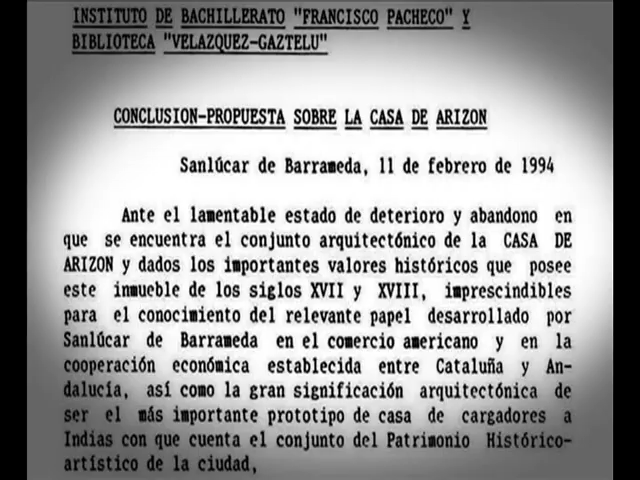 INSTITUTO DE BACHILLERATO "FRANCISCO PACHECO" Y
BIBLIOTECA "VELAZQUEZ-GAZTELU"
CONCLUSION-PROPUESTA SOBRE LA CASA DE ARIZON
Sanlúcar de Barrameda, 11 de febrero de 1994
Ante el lamentable estado de deterioro y abandono en
que se encuentra el conjunto arquitectónico de la CASA DE
ARIZON y dados los importantes valores históricos que posee
este inmueble de los siglos XVII y XVIII, imprescindibles
para el conocimiento del relevante papel desarrollado por
Sanlúcar de Barrameda en el comercio americano y en la
cooperación económica establecida entre Cataluña y An-
dalucía, así como la gran significación arquitectónica de
ser el más importante prototipo de casa de cargadores a
Indias con que cuenta el conjunto del Patrimonio Histórico-
artístico de la ciudad,